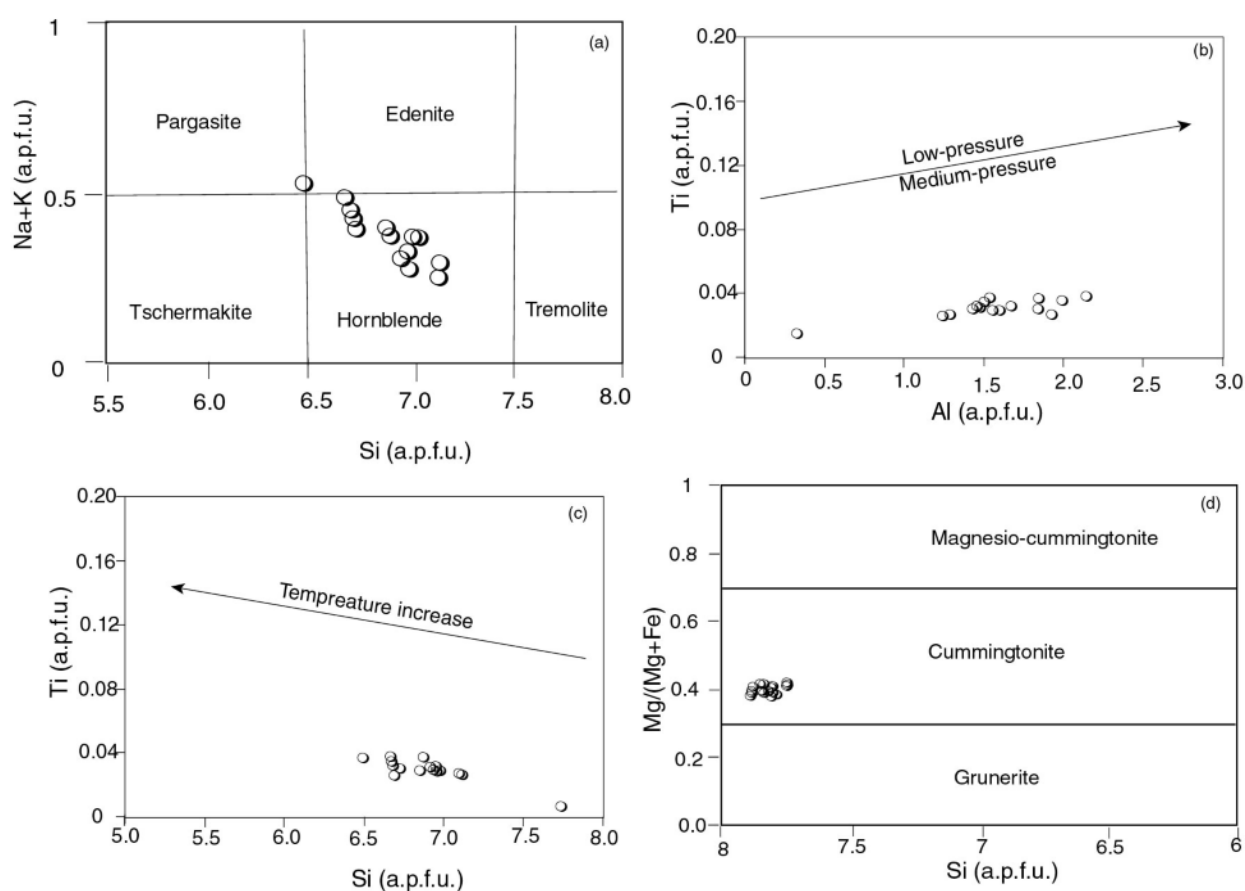 1
(a)
Pargasite
Edenite
0.5
Na+K (a.p.f.u.)
Tschermakite
Hornblende
Tremolite
0
5.5 6.0 6.5 7.0 7.5 8.0
Si (a.p.f.u.)
0.20
(b)
0.16
Low-pressure
Medium-pressure
0.12
Ti (a.p.f.u.)
0.08
0.04
0
0 0.5 1.0 1.5 2.0 2.5 3.0
Al (a.p.f.u.)
0.20
(c)
0.16
Tempreature increase
0.12
Ti (a.p.f.u.)
0.08
0.04
0
5.0 5.5 6.0 6.5 7.0 7.5 8.0
Si (a.p.f.u.)
1
(d)
Magnesio-cummingtonite
0.8
0.6
Cummingtonite
Mg/(Mg+Fe)
0.4
0.2
Grunerite
0.0
8 7.5 7 6.5 6
Si (a.p.f.u.)